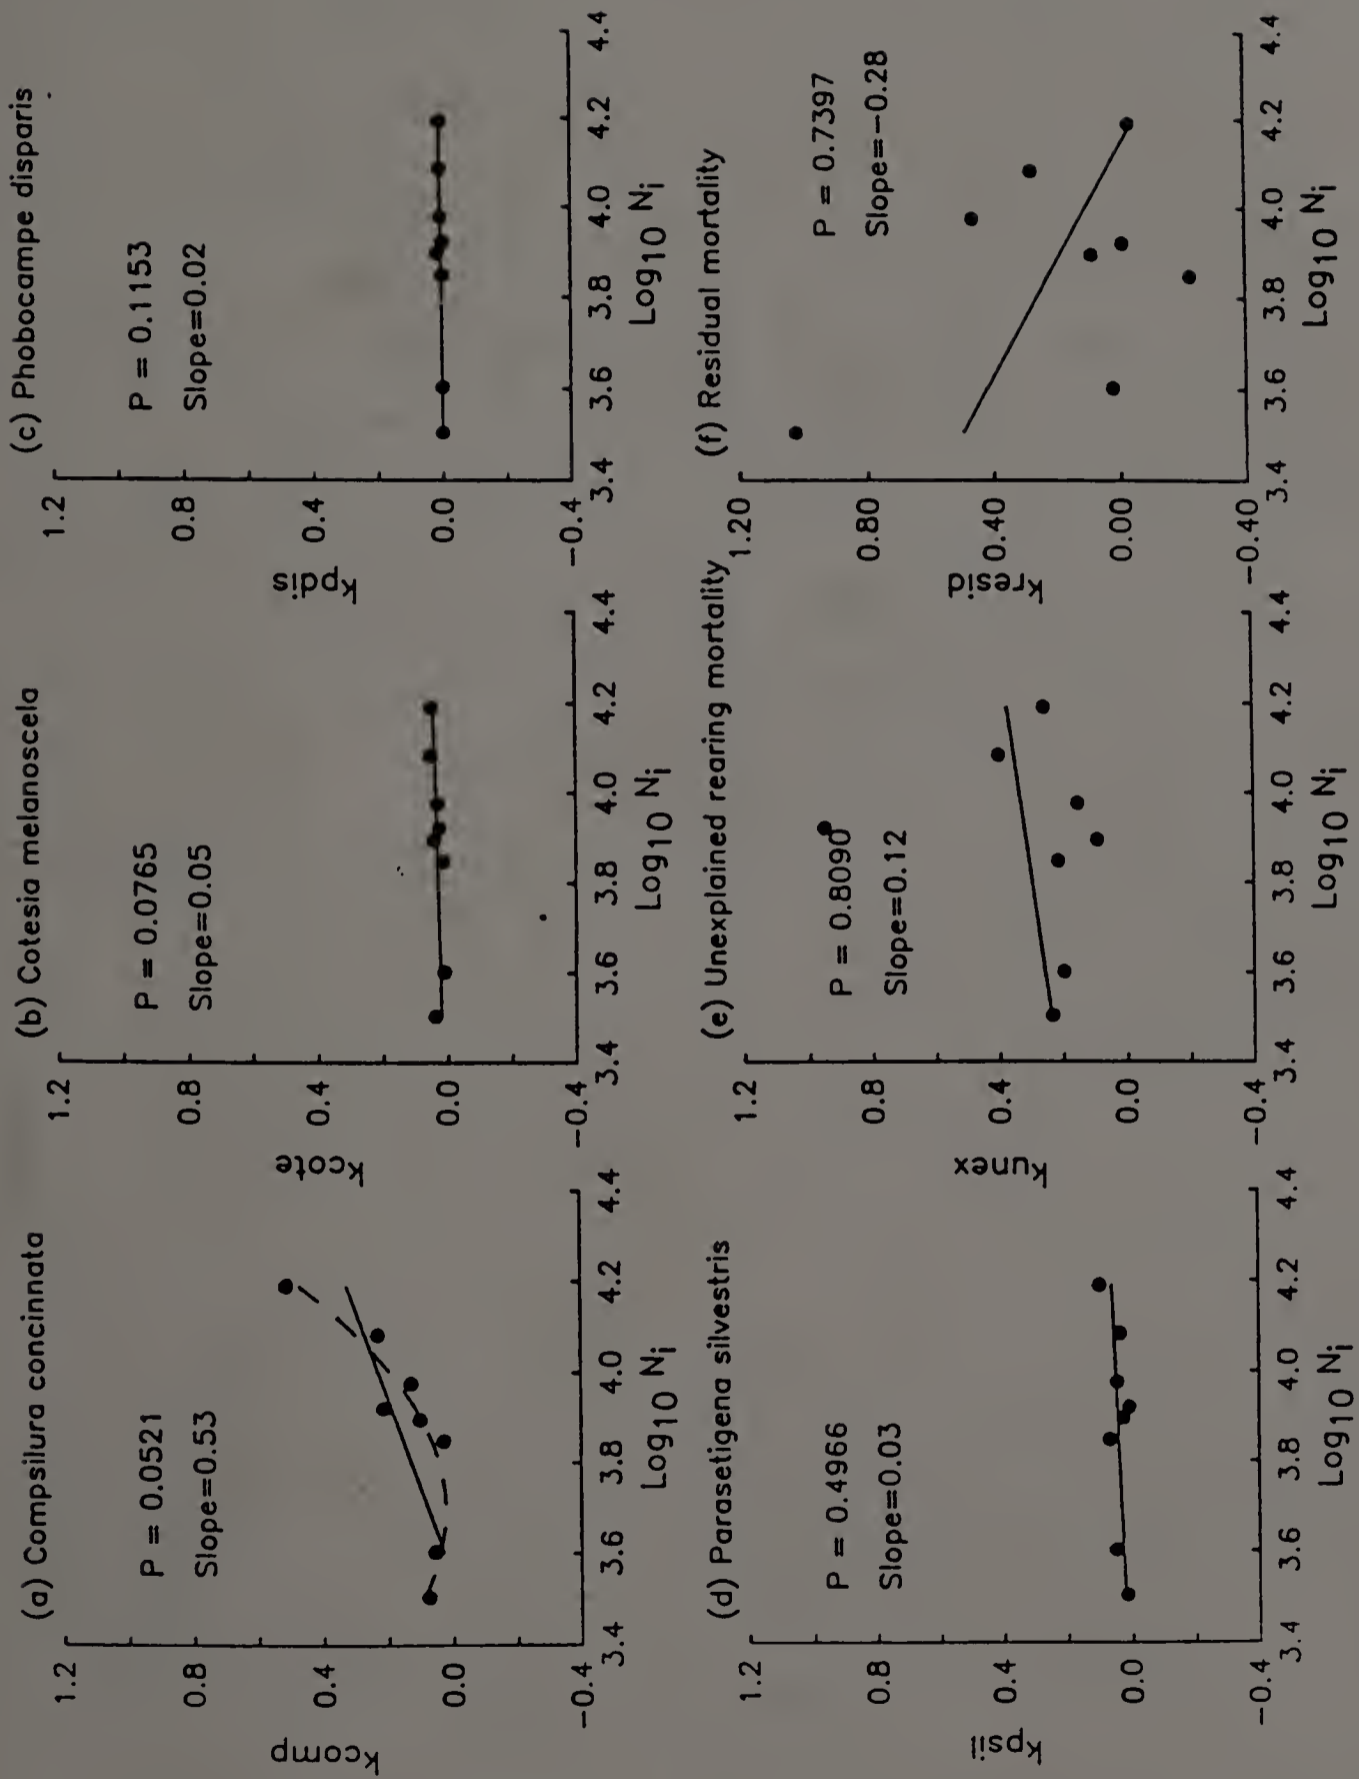 (a) Compsilura concinnata
P = 0.0521
Slope=0.53
1.2
0.8
0.4
0.0
−0.4
Kcomp
3.4 3.6 3.8 4.0 4.2 4.4
Log10 Ni
(b) Cotesia melanoscela
P = 0.0765
Slope=0.05
1.2
0.8
0.4
0.0
−0.4
Kcote
3.4 3.6 3.8 4.0 4.2 4.4
Log10 Ni
(c) Phobocampe disparis
P = 0.1153
Slope=0.02
1.2
0.8
0.4
0.0
−0.4
Kpdis
3.4 3.6 3.8 4.0 4.2 4.4
Log10 Ni
(d) Parasetigena silvestris
P = 0.4966
Slope=0.03
1.2
0.8
0.4
0.0
−0.4
Kpsil
3.4 3.6 3.8 4.0 4.2 4.4
Log10 Ni
(e) Unexplained rearing mortality
P = 0.8090
Slope=0.12
1.2
0.8
0.4
0.0
−0.4
Kunex
3.4 3.6 3.8 4.0 4.2 4.4
Log10 Ni
(f) Residual mortality
P = 0.7397
Slope=−0.28
1.20
0.80
0.40
0.00
−0.40
Kresid
3.4 3.6 3.8 4.0 4.2 4.4
Log10 Ni